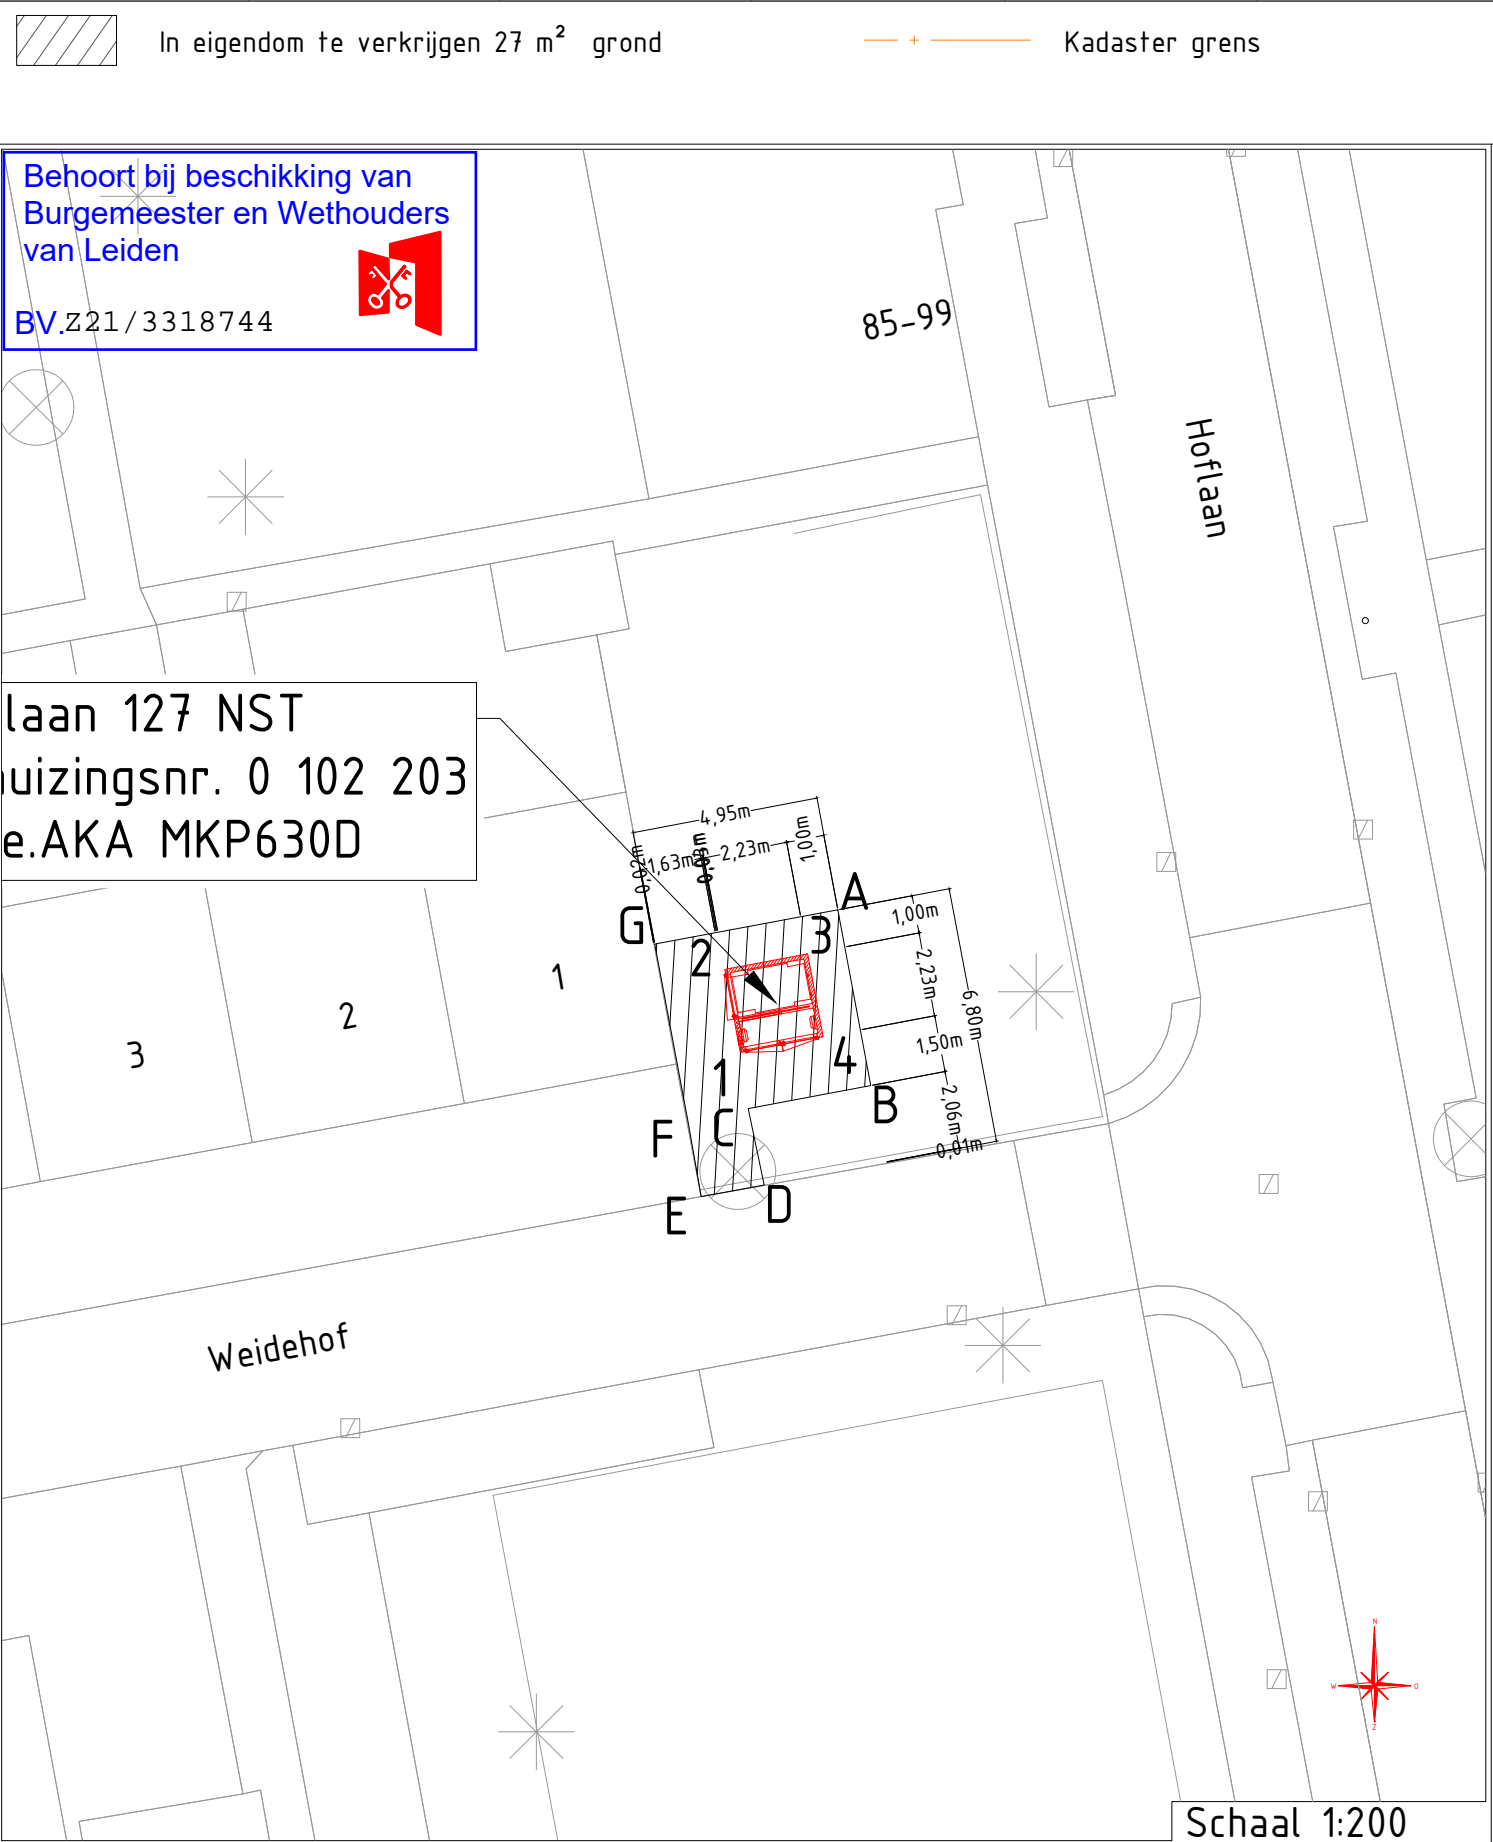 In eigendom te verkrijgen 27 m² grond
Kadaster grens
Behoort bij beschikking van
Burgemeester en Wethouders
van Leiden
BV.Z21/3318744
85-99
Hoflaan
laan 127 NST
uizingsnr. 0 102 203
e.AKA MKP630D
4,95m
1,00m
0,02m
1,63m
2,23m
A
G
2
3
1,00m
2,23m
6,80m
1
2
3
1
4
1,50m
B
2,06m
C
F
0,01m
E
D
Weidehof
N
W
O
Z
Schaal 1:200